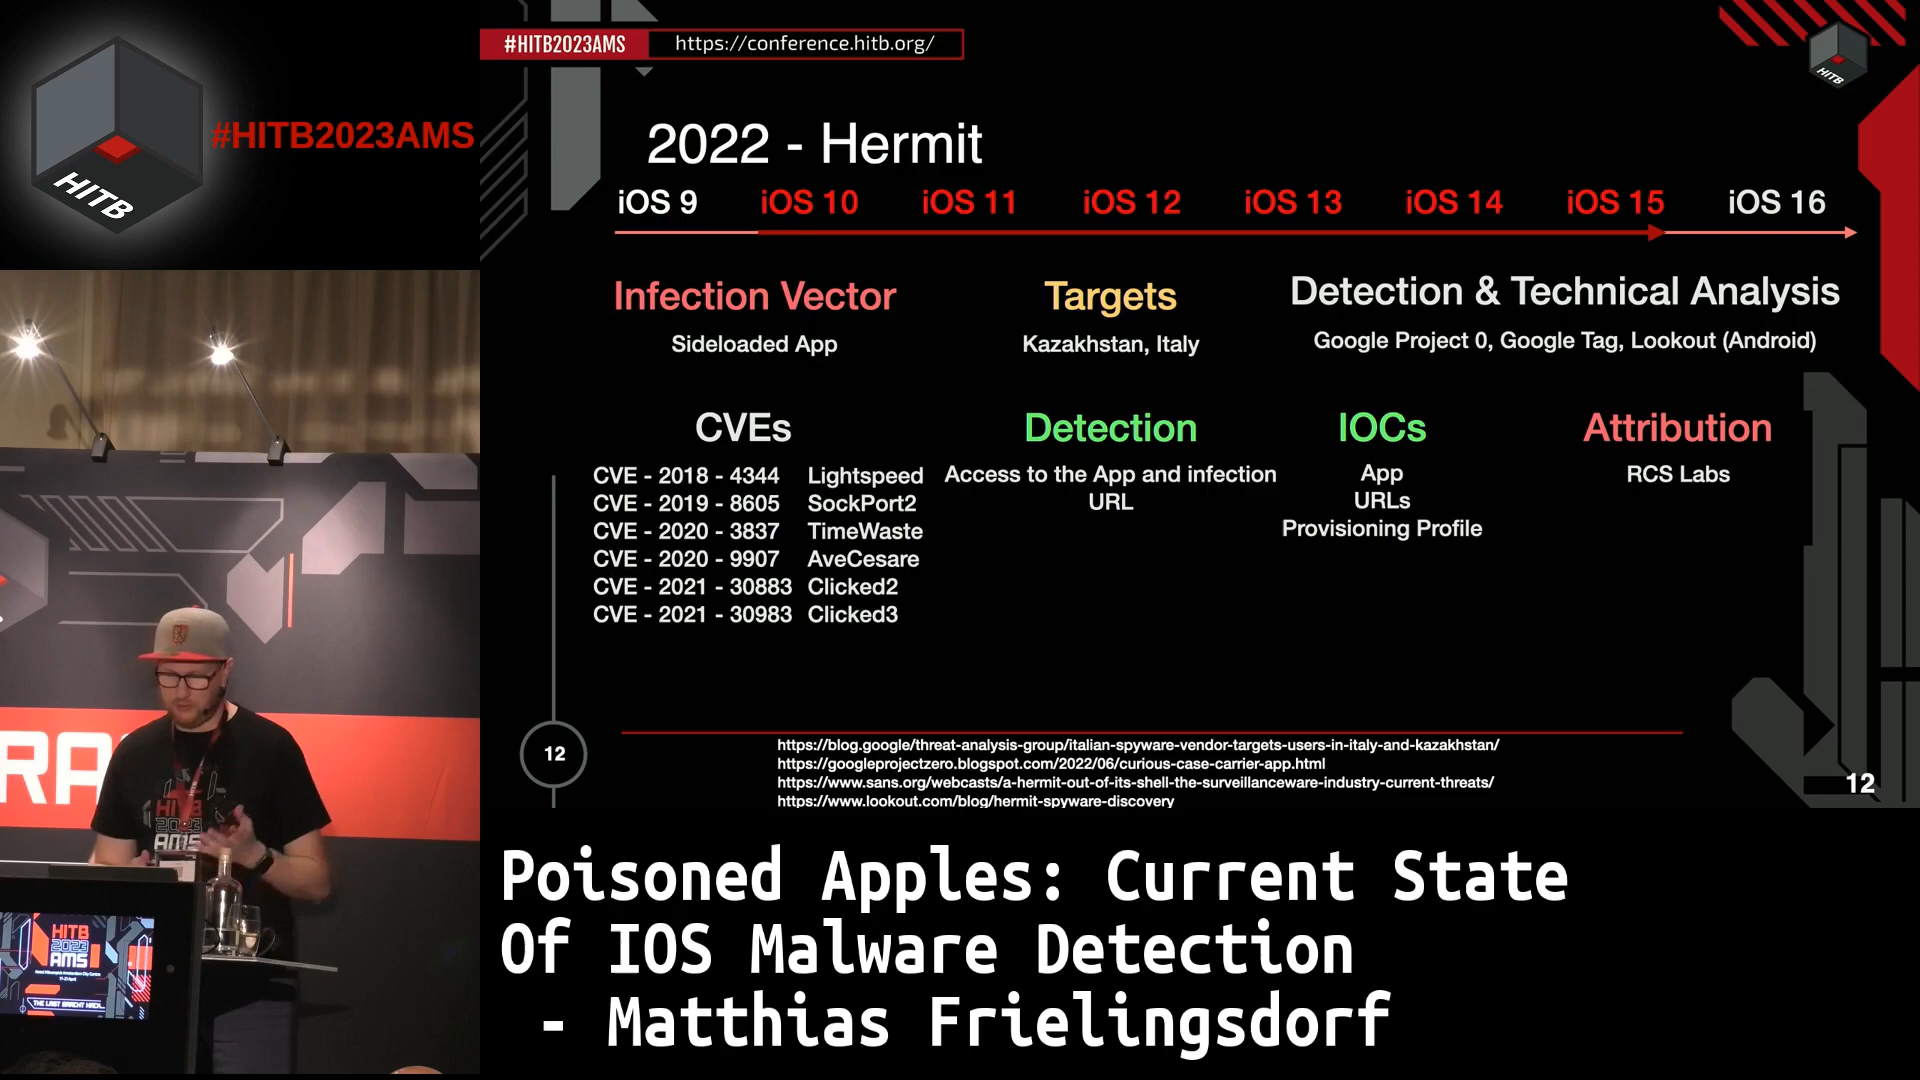 HITB
#HITB2023AMS
#HITB2023AMS
https://conference.hitb.org/
HITB
2022 - Hermit
iOS 9 iOS 10 iOS 11 iOS 12 iOS 13 iOS 14 iOS 15 iOS 16
Infection Vector
Sideloaded App
Targets
Kazakhstan, Italy
Detection & Technical Analysis
Google Project 0, Google Tag, Lookout (Android)
CVEs
CVE - 2018 - 4344 Lightspeed
CVE - 2019 - 8605 SockPort2
CVE - 2020 - 3837 TimeWaste
CVE - 2020 - 9907 AveCesare
CVE - 2021 - 30883 Clicked2
CVE - 2021 - 30983 Clicked3
Detection
Access to the App and infection
URL
IOCs
App
URLs
Provisioning Profile
Attribution
RCS Labs
12
https://blog.google/threat-analysis-group/italian-spyware-vendor-targets-users-in-italy-and-kazakhstan/
https://googleprojectzero.blogspot.com/2022/06/curious-case-carrier-app.html
https://www.sans.org/webcasts/a-hermit-out-of-its-shell-the-surveillanceware-industry-current-threats/
https://www.lookout.com/blog/hermit-spyware-discovery
12
RA
HITB
2023
AMS
HITB
2023
AMS
Poisoned Apples: Current State
Of IOS Malware Detection
- Matthias Frielingsdorf